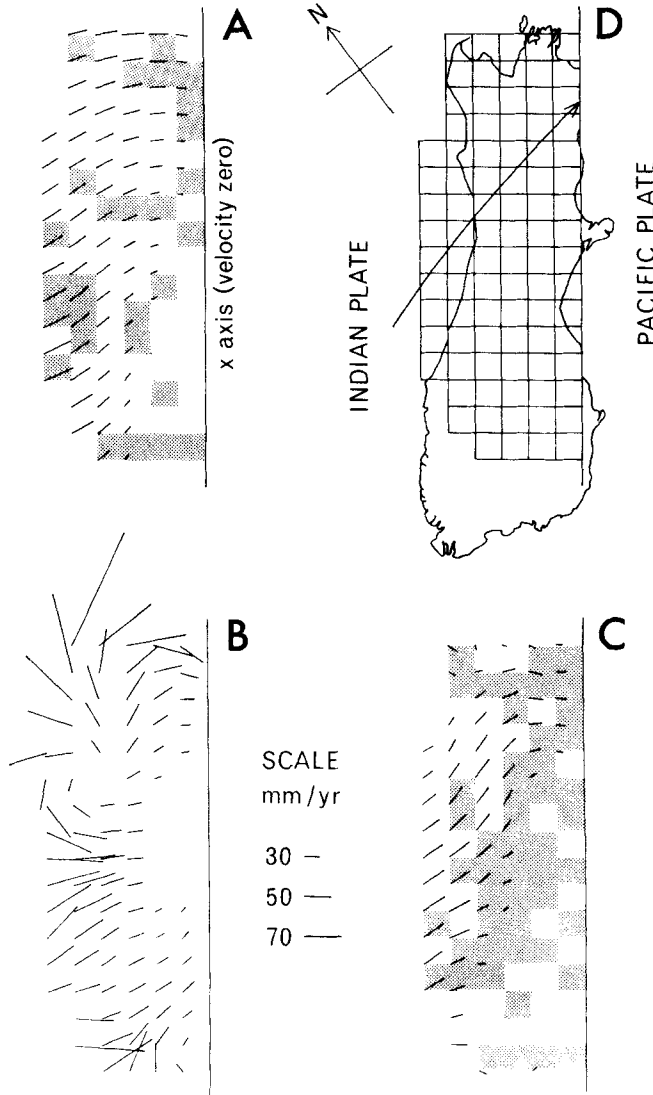 A
N
D
x axis (velocity zero)
INDIAN PLATE
PACIFIC PLATE
B
C
SCALE
mm/yr
30
50
70